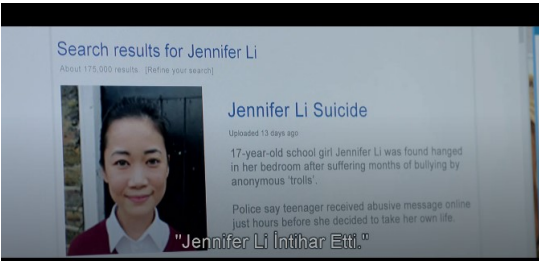 Search results for Jennifer Li
About 175,000 results [Refine your search]
Jennifer Li Suicide
Uploaded 13 days ago
17-year-old school girl Jennifer Li was found hanged
in her bedroom after suffering months of bullying by
anonymous 'trolls'.
Police say teenager received abusive message online
just hours before she decided to take her own life.
"Jennifer Li İntihar Etti."